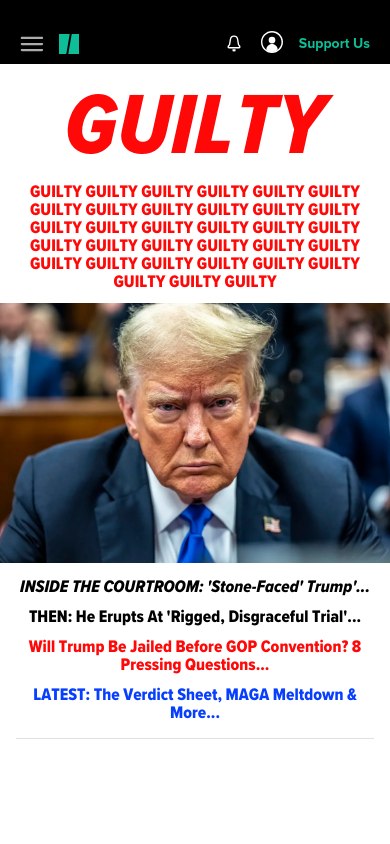 Support Us
GUILTY
GUILTY GUILTY GUILTY GUILTY GUILTY GUILTY
GUILTY GUILTY GUILTY GUILTY GUILTY GUILTY
GUILTY GUILTY GUILTY GUILTY GUILTY GUILTY
GUILTY GUILTY GUILTY GUILTY GUILTY GUILTY
GUILTY GUILTY GUILTY GUILTY GUILTY GUILTY
GUILTY GUILTY GUILTY
INSIDE THE COURTROOM: 'Stone-Faced' Trump'...
THEN: He Erupts At 'Rigged, Disgraceful Trial'...
Will Trump Be Jailed Before GOP Convention? 8
Pressing Questions...
LATEST: The Verdict Sheet, MAGA Meltdown &
More...